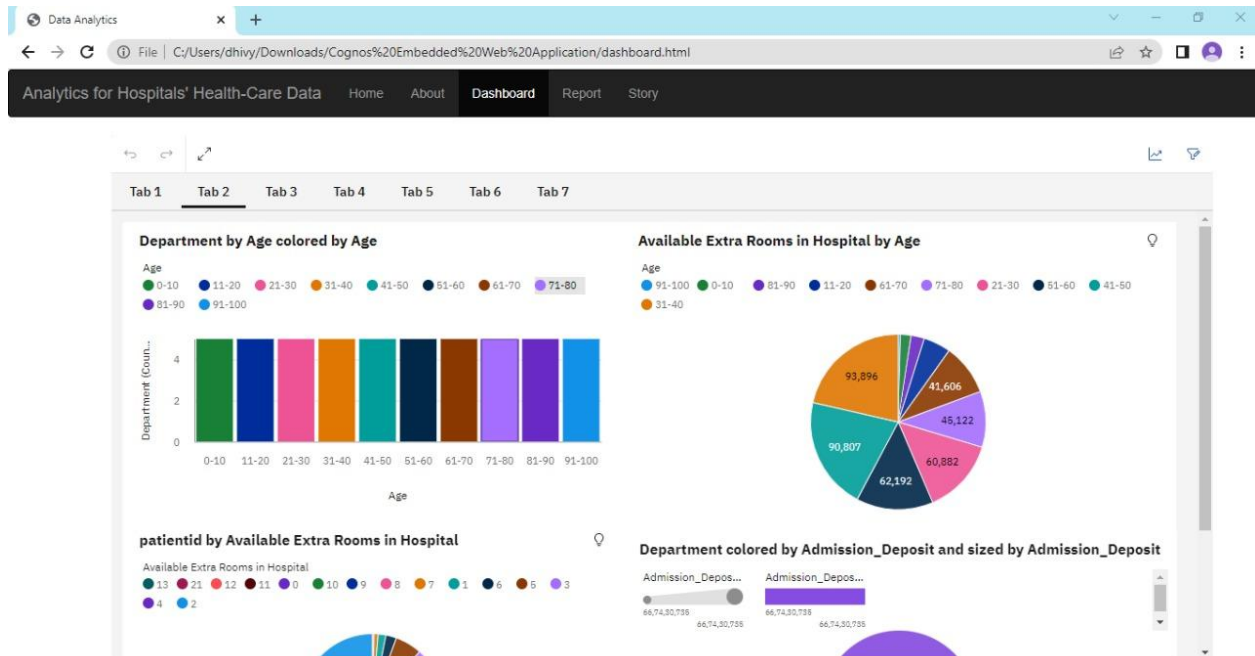 Data Analytics
File | C:/Users/dhivy/Downloads/Cognos%20Embedded%20Web%20Application/dashboard.html
Analytics for Hospitals' Health-Care Data Home About Dashboard Report Story
Tab 1 Tab 2 Tab 3 Tab 4 Tab 5 Tab 6 Tab 7
Department by Age colored by Age
Age
0-10 11-20 21-30 31-40 41-50 51-60 61-70 71-80
81-90 91-100
Department (Coun...
4
2
0
0-10 11-20 21-30 31-40 41-50 51-60 61-70 71-80 81-90 91-100
Age
Available Extra Rooms in Hospital by Age
Age
91-100 0-10 81-90 11-20 61-70 71-80 21-30 51-60 41-50
31-40
93,896
41,606
45,122
90,807
60,882
62,192
patientid by Available Extra Rooms in Hospital
Available Extra Rooms in Hospital
13 21 12 11 0 10 9 8 7 1 6 5 3
4 2
Department colored by Admission_Deposit and sized by Admission_Deposit
Admission_Depos... Admission_Depos...
66,74,30,735 66,74,30,735
66,74,30,735 66,74,30,735